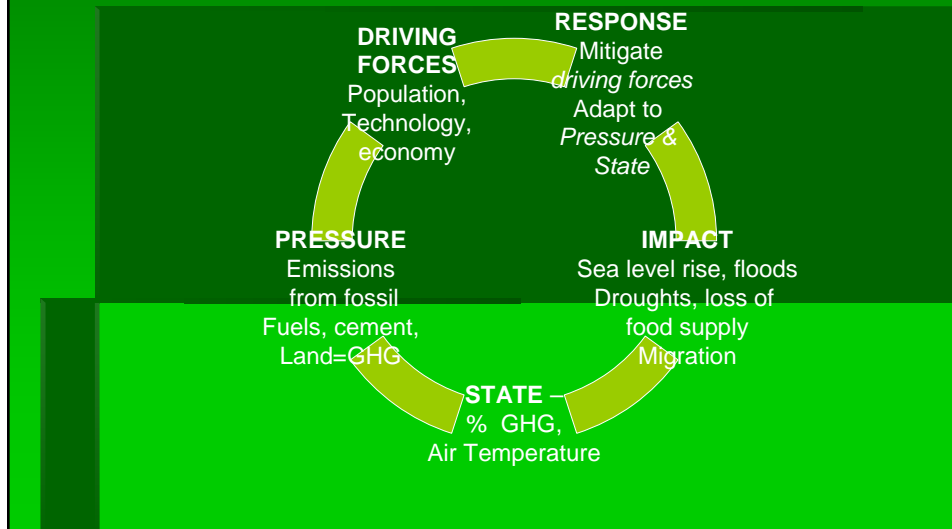 DRIVING
FORCES
Population,
Technology,
economy
RESPONSE
Mitigate
driving forces
Adapt to
Pressure &
State
PRESSURE
Emissions
from fossil
Fuels, cement,
Land=GHG
IMPACT
Sea level rise, floods
Droughts, loss of
food supply
Migration
STATE –
% GHG,
Air Temperature